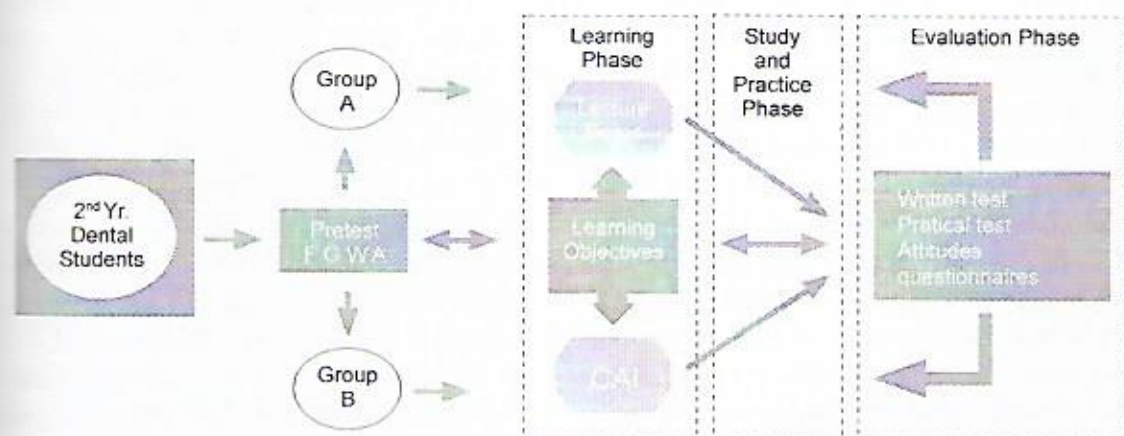 2nd Yr.
Dental
Students
Group
A
Pretest
F G W A
Group
B
Learning
Phase
Lecture
Learning
Objectives
CAI
Study
and
Practice
Phase
Evaluation Phase
Written test
Pratical test
Attitudes
questionnaires